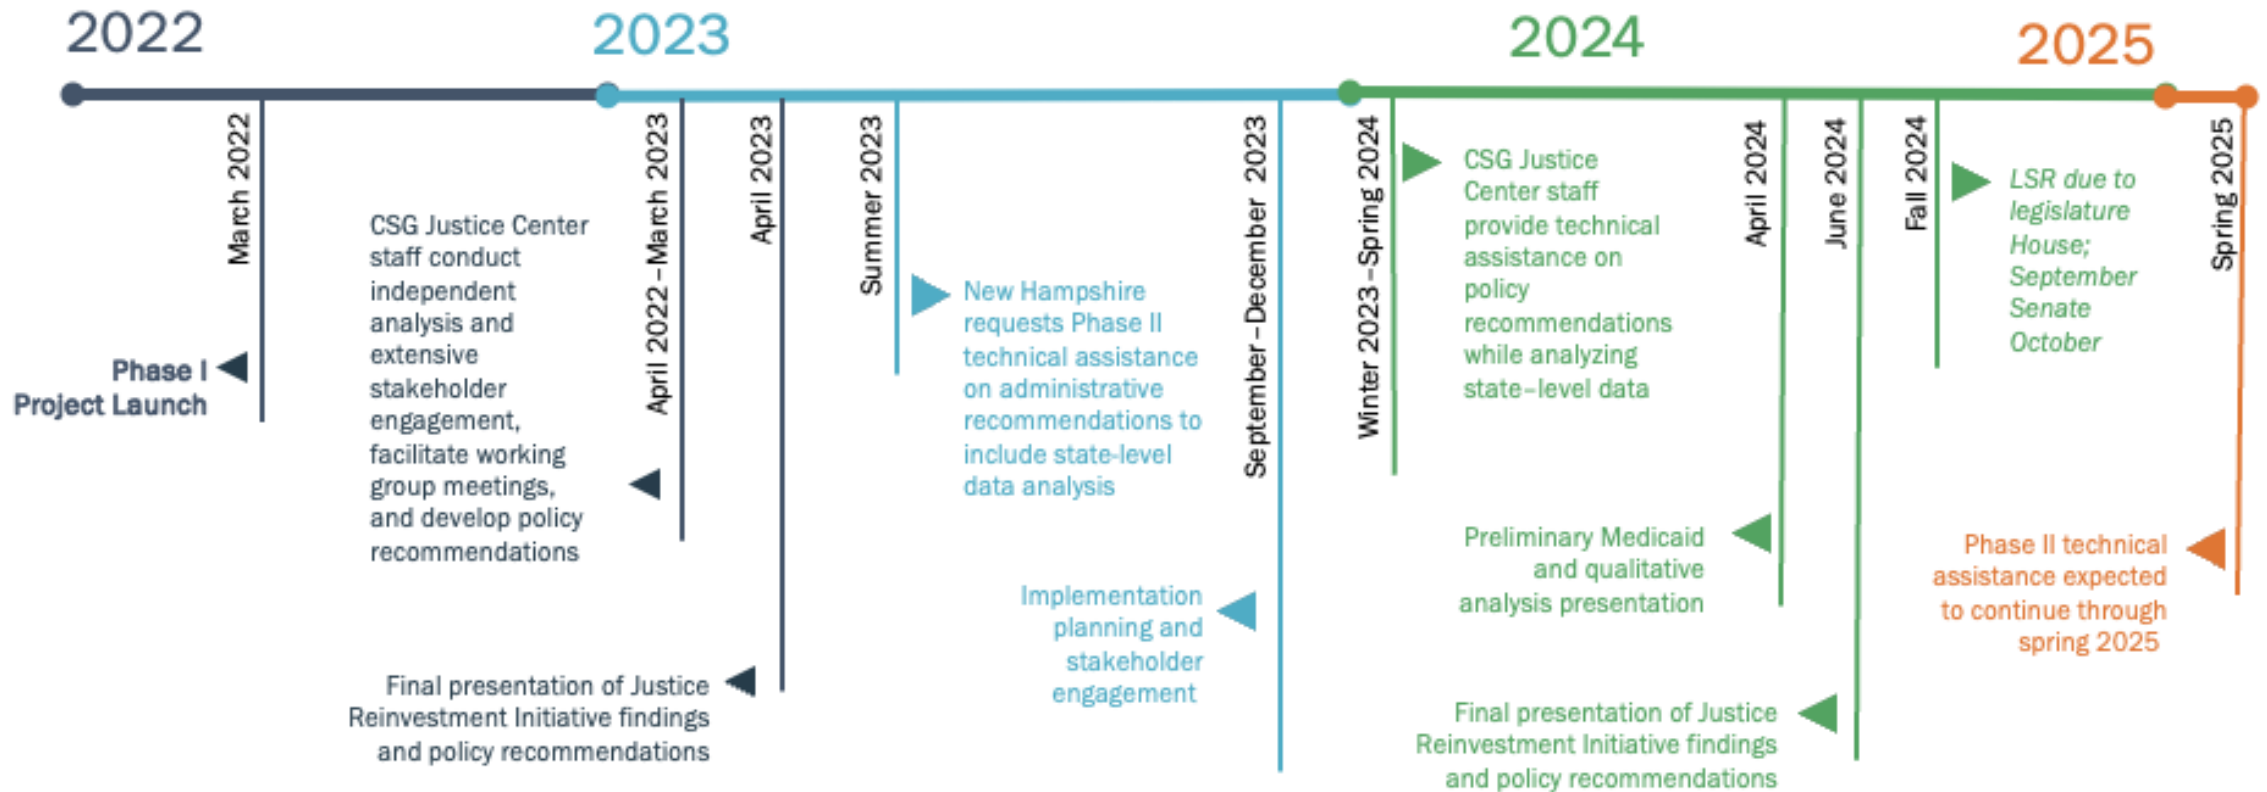 2022
2023
2024
2025
March 2022
Phase I
Project Launch
April 2022 –March 2023
CSG Justice Center
staff conduct
independent
analysis and
extensive
stakeholder
engagement,
facilitate working
group meetings,
and develop policy
recommendations
April 2023
Final presentation of Justice
Reinvestment Initiative findings
and policy recommendations
Summer 2023
New Hampshire
requests Phase II
technical assistance
on administrative
recommendations to
include state-level
data analysis
September–December 2023
Implementation
planning and
stakeholder
engagement
Winter 2023 –Spring 2024
CSG Justice
Center staff
provide technical
assistance on
policy
recommendations
while analyzing
state–level data
April 2024
Preliminary Medicaid
and qualitative
analysis presentation
June 2024
Final presentation of Justice
Reinvestment Initiative findings
and policy recommendations
Fall 2024
LSR due to
legislature
House;
September
Senate
October
Spring 2025
Phase II technical
assistance expected
to continue through
spring 2025